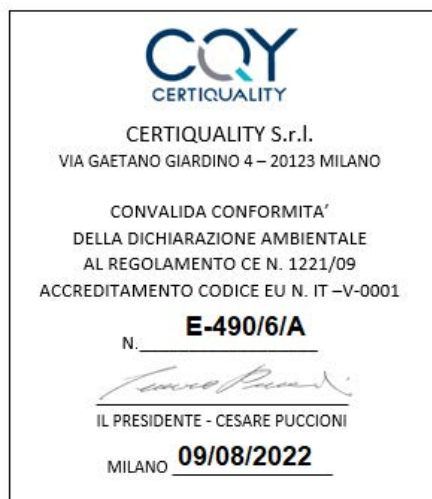 CQY
CERTIQUALITY
CERTIQUALITY S.r.l.
VIA GAETANO GIARDINO 4 – 20123 MILANO
CONVALIDA CONFORMITA’
DELLA DICHIARAZIONE AMBIENTALE
AL REGOLAMENTO CE N. 1221/09
ACCREDITAMENTO CODICE EU N. IT –V-0001
N. E-490/6/A
IL PRESIDENTE - CESARE PUCCIONI
MILANO 09/08/2022